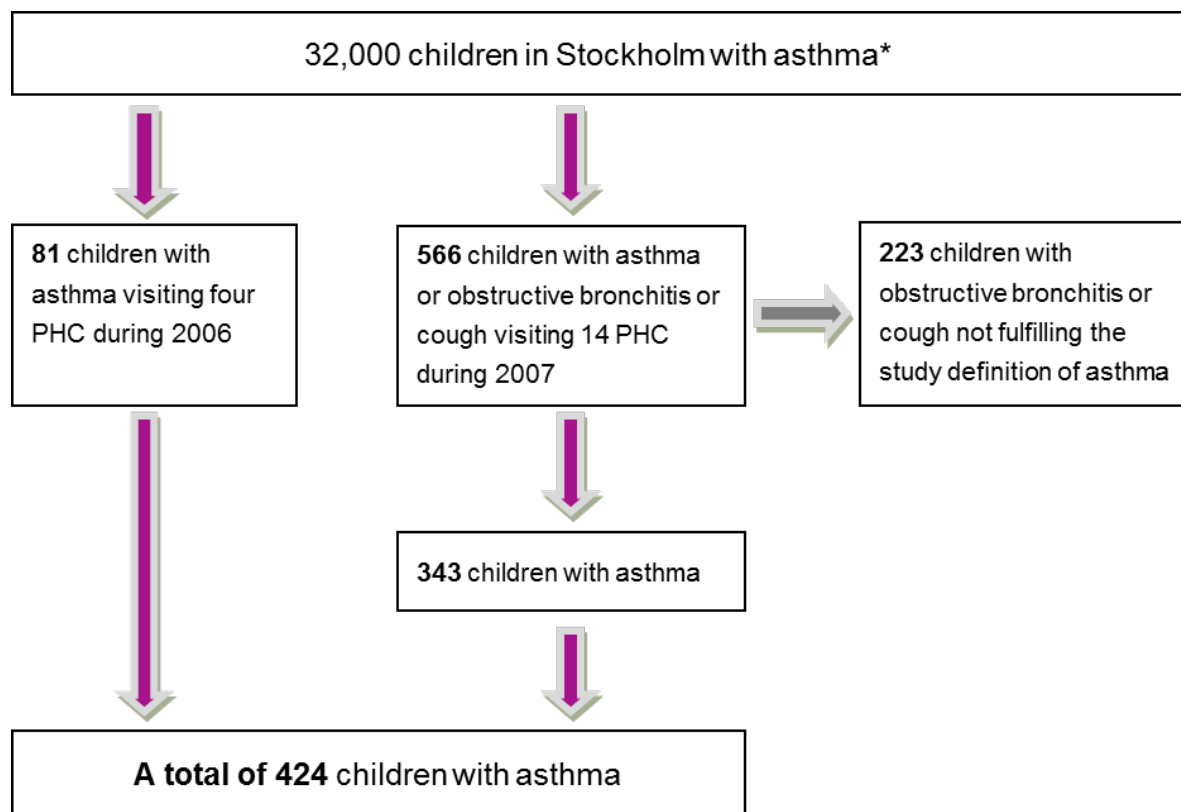 32,000 children in Stockholm with asthma*
81 children with
asthma visiting four
PHC during 2006
566 children with asthma
or obstructive bronchitis or
cough visiting 14 PHC
during 2007
223 children with
obstructive bronchitis or
cough not fulfilling the
study definition of asthma
343 children with asthma
A total of 424 children with asthma